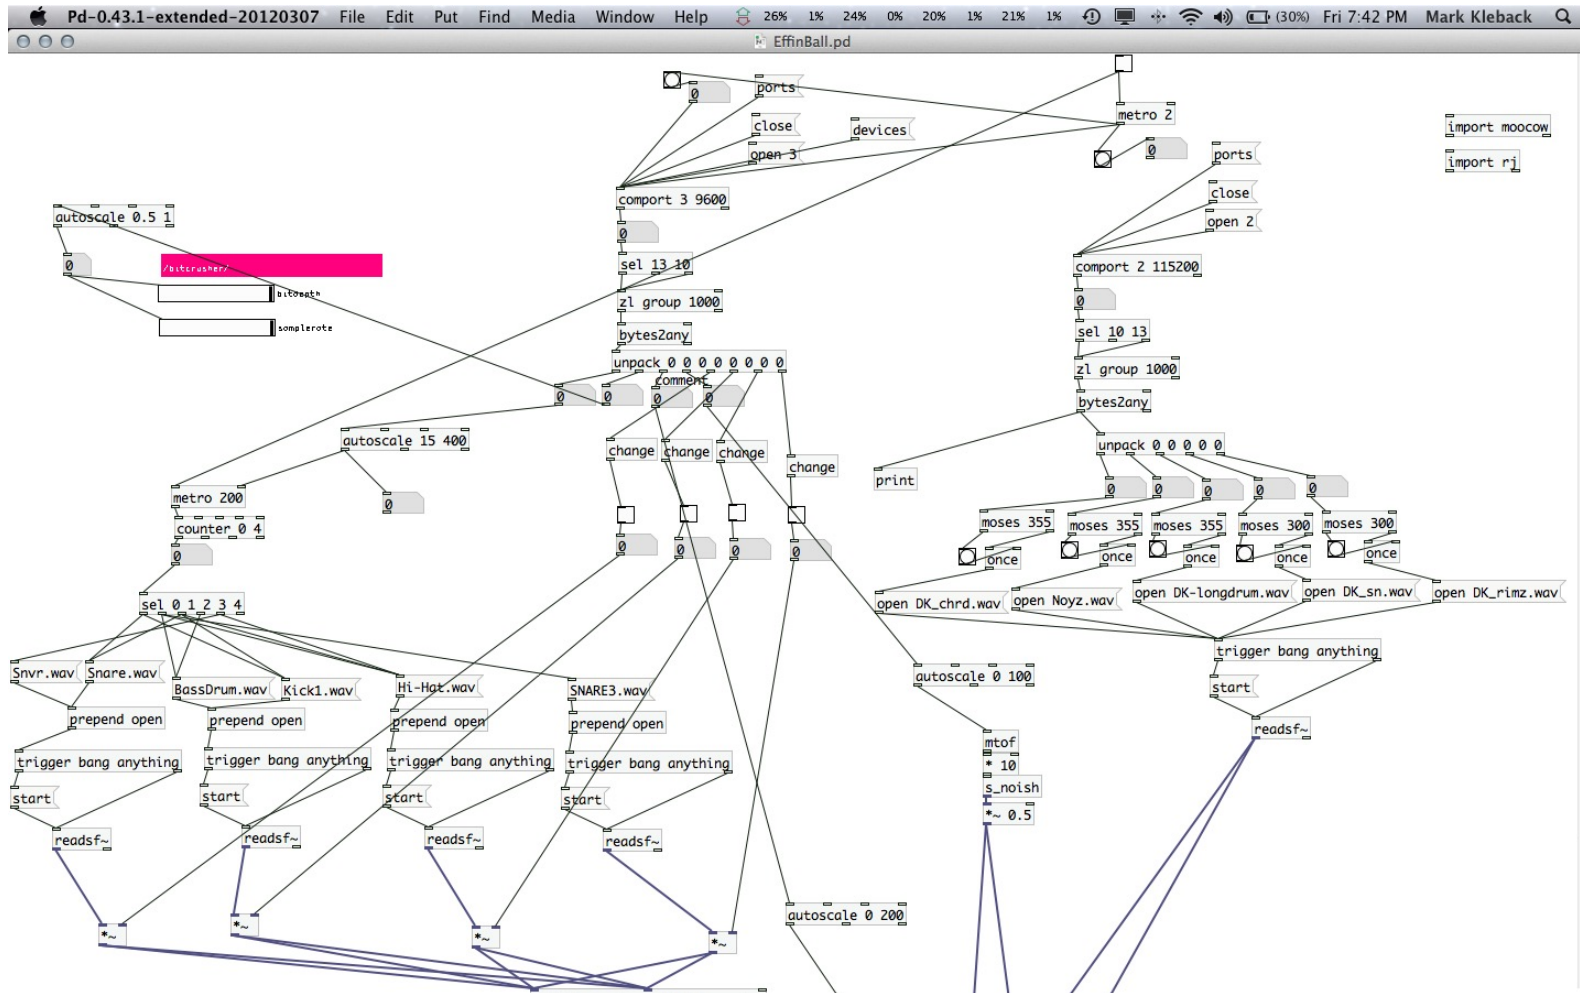 Pd-0.43.1-extended-20120307 File Edit Put Find Media Window Help 26% 1% 24% 0% 20% 1% 21% 1% (30%) Fri 7:42 PM Mark Kleback
EffinBall.pd
0
ports
close
devices
open 3
metro 2
0
ports
import moocow
import rj
close
open 2
comport 3 9600
0
sel 13 10
zl group 1000
bytes2any
unpack 0 0 0 0 0 0 0 0
comment
0 0 0 0
autoscale 0.5 1
0
/bitcrusher/
bitdepth
samplerate
comport 2 115200
0
sel 10 13
zl group 1000
bytes2any
print
unpack 0 0 0 0 0
0 0 0 0 0
autoscale 15 400
0
change change change change
0 0 0 0
metro 200
counter 0 4
0
sel 0 1 2 3 4
moses 355 moses 355 moses 355 moses 300 moses 300
once once once once once
open DK_chrd.wav open Noyz.wav open DK-longdrum.wav open DK_sn.wav open DK_rimz.wav
trigger bang anything
start
readsf~
Snvr.wav Snare.wav BassDrum.wav Kick1.wav Hi-Hat.wav SNARE3.wav
prepend open prepend open prepend open prepend open
trigger bang anything trigger bang anything trigger bang anything trigger bang anything
start start start start
readsf~ readsf~ readsf~ readsf~
*~ *~ *~ *~
autoscale 0 100
mtof
* 10
s_noish
*~ 0.5
autoscale 0 200